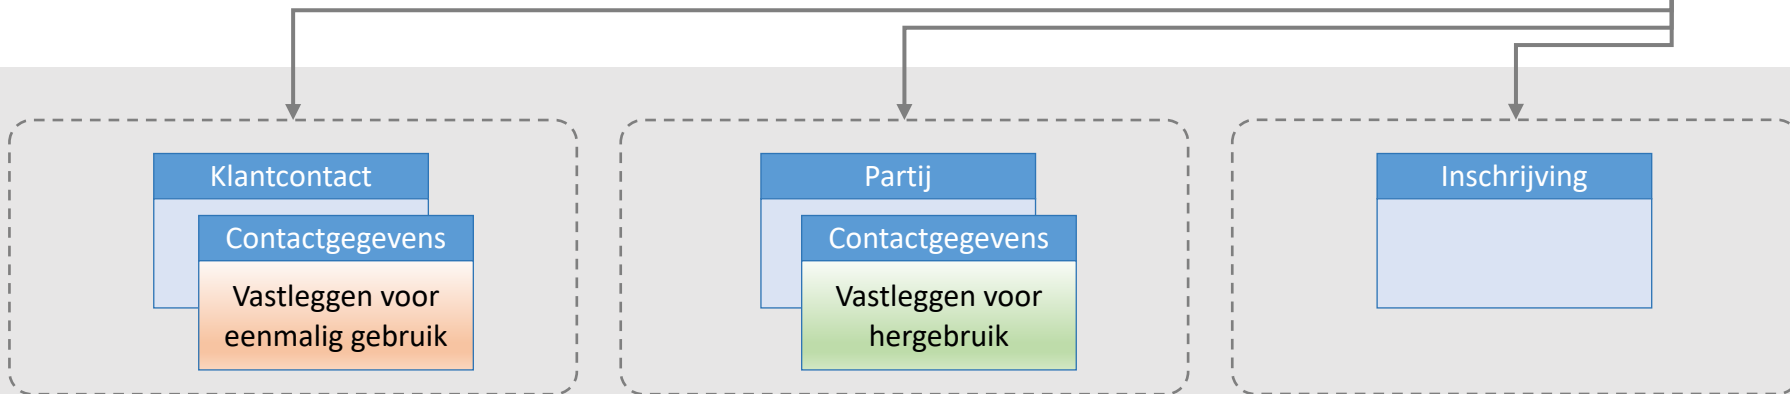 Klantcontact
Contactgegevens
Vastleggen voor
eenmalig gebruik
Partij
Contactgegevens
Vastleggen voor
hergebruik
Inschrijving